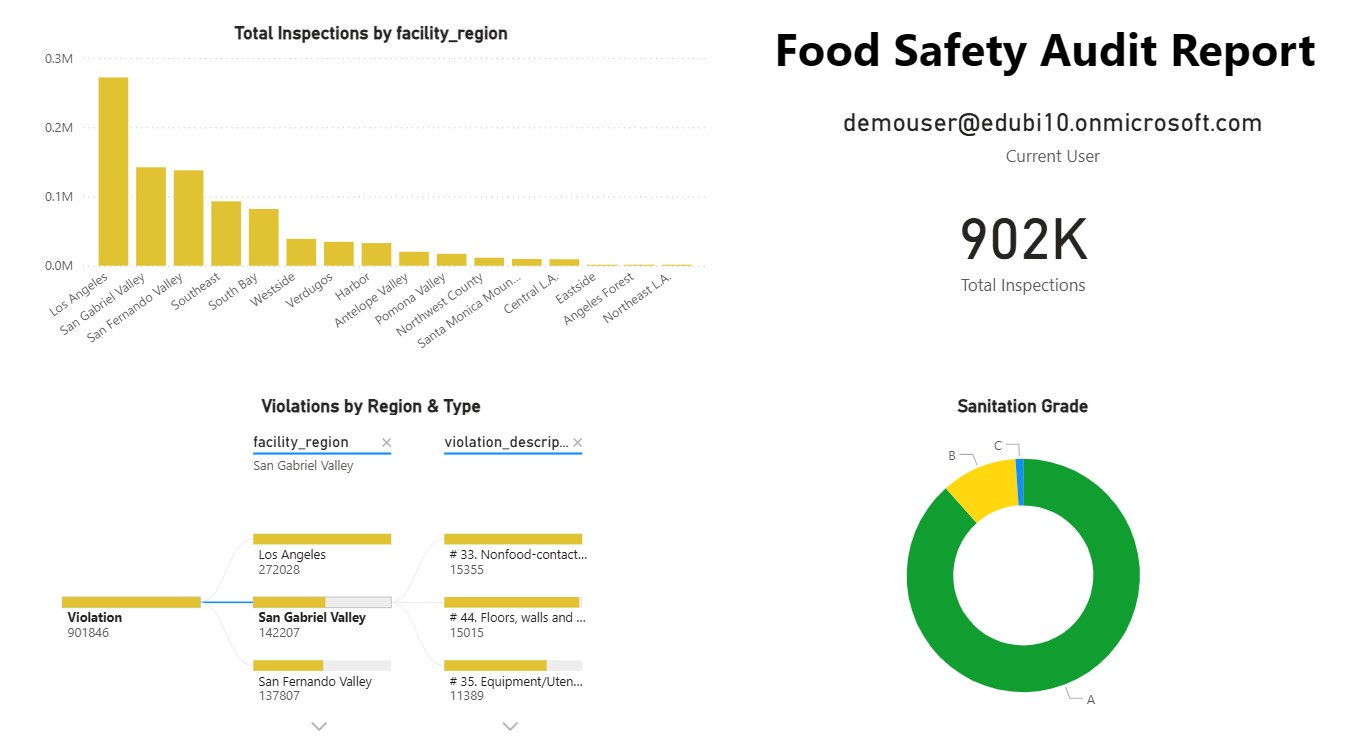 Total Inspections by facility_region
0.3M
0.2M
0.1M
0.0M
Los Angeles
San Gabriel Valley
San Fernando Valley
Southeast
South Bay
Westside
Verdugos
Harbor
Antelope Valley
Pomona Valley
Northwest County
Santa Monica Moun...
Central L.A.
Eastside
Angeles Forest
Northeast L.A.
Food Safety Audit Report
demouser@edubi10.onmicrosoft.com
Current User
902K
Total Inspections
Violations by Region & Type
facility_region
San Gabriel Valley
violation_descrip...
Violation
901846
Los Angeles
272028
San Gabriel Valley
142207
San Fernando Valley
137807
# 33. Nonfood-contact...
15355
# 44. Floors, walls and ...
15015
# 35. Equipment/Uten...
11389
Sanitation Grade
C
B
A